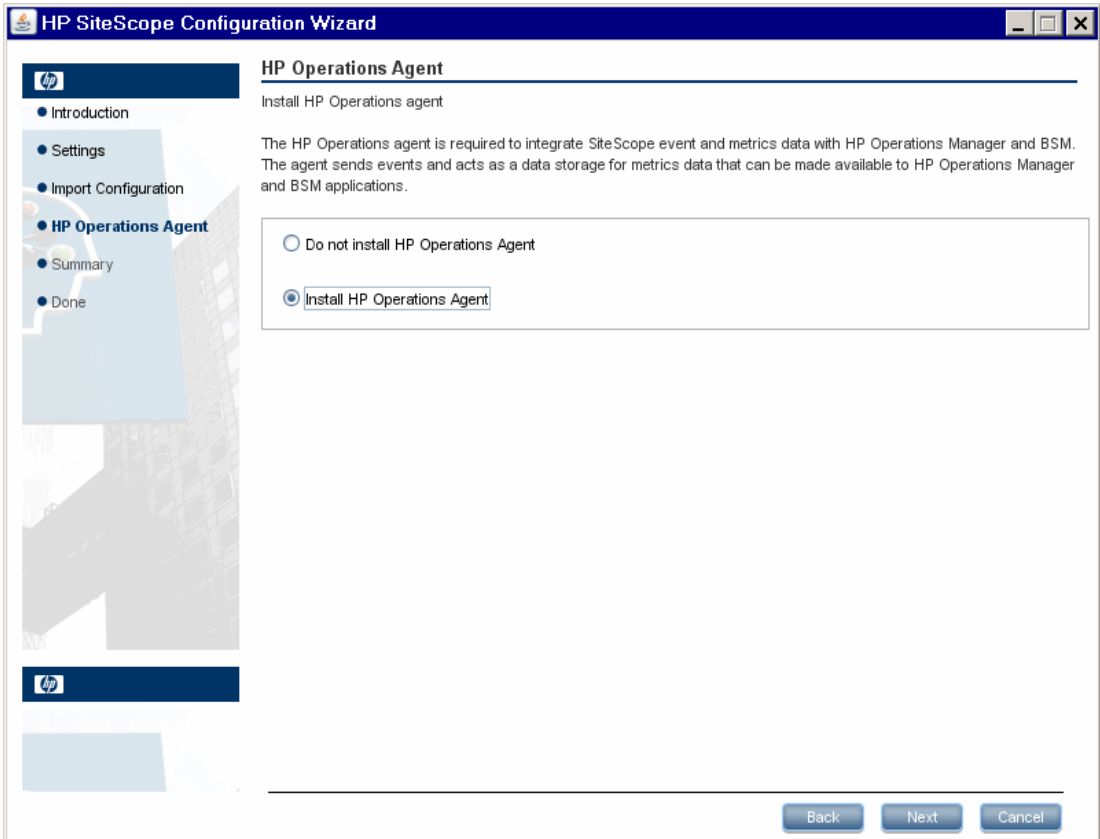 HP SiteScope Configuration Wizard
hp
Introduction
Settings
Import Configuration
HP Operations Agent
Summary
Done
hp
HP Operations Agent
Install HP Operations agent
The HP Operations agent is required to integrate SiteScope event and metrics data with HP Operations Manager and BSM.
The agent sends events and acts as a data storage for metrics data that can be made available to HP Operations Manager
and BSM applications.
Do not install HP Operations Agent
Install HP Operations Agent
Back Next Cancel